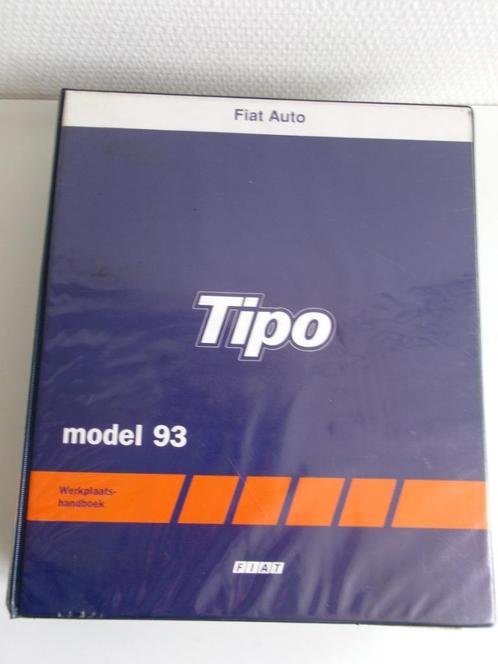 Fiat Auto
Tipo
model 93
Werkplaats-
handboek
FIAT